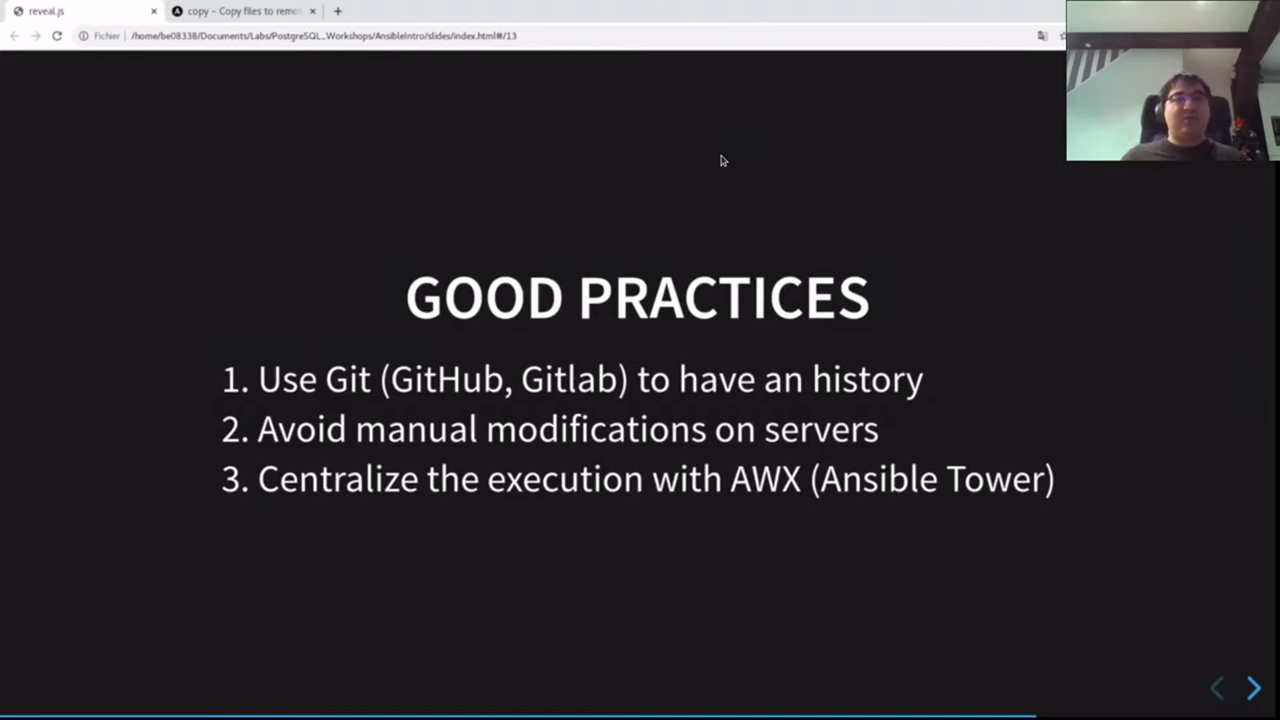 reveal.js
copy – Copy files to remot
Fichier
/home/be08338/Documents/Labs/PostgreSQL_Workshops/AnsibleIntro/slides/index.html#/13
GOOD PRACTICES
1. Use Git (GitHub, Gitlab) to have an history
2. Avoid manual modifications on servers
3. Centralize the execution with AWX (Ansible Tower)